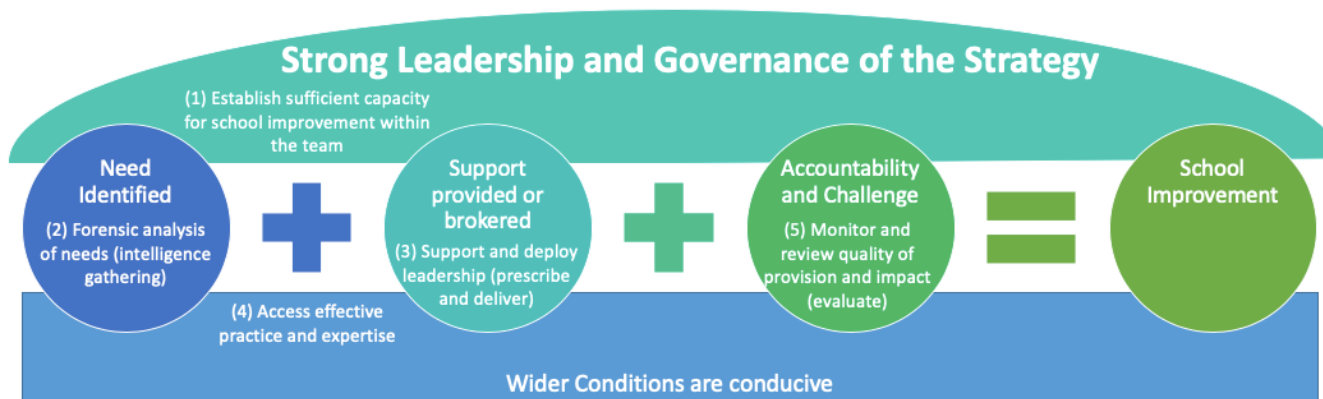 Strong Leadership and Governance of the Strategy
(1) Establish sufficient capacity
for school improvement within
the team
Need
Identified
(2) Forensic analysis
of needs (intelligence
gathering)
Support
provided or
brokered
(3) Support and deploy
leadership (prescribe
and deliver)
Accountability
and Challenge
(5) Monitor and
review quality of
provision and impact
(evaluate)
School
Improvement
(4) Access effective
practice and expertise
Wider Conditions are conducive